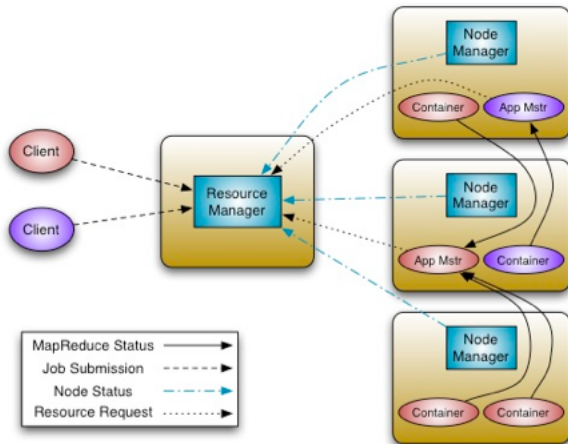 Node
Manager
Container
App Mstr
Client
Resource
Manager
Node
Manager
Client
App Mstr
Container
Node
Manager
MapReduce Status
Job Submission
Node Status
Resource Request
Container
Container